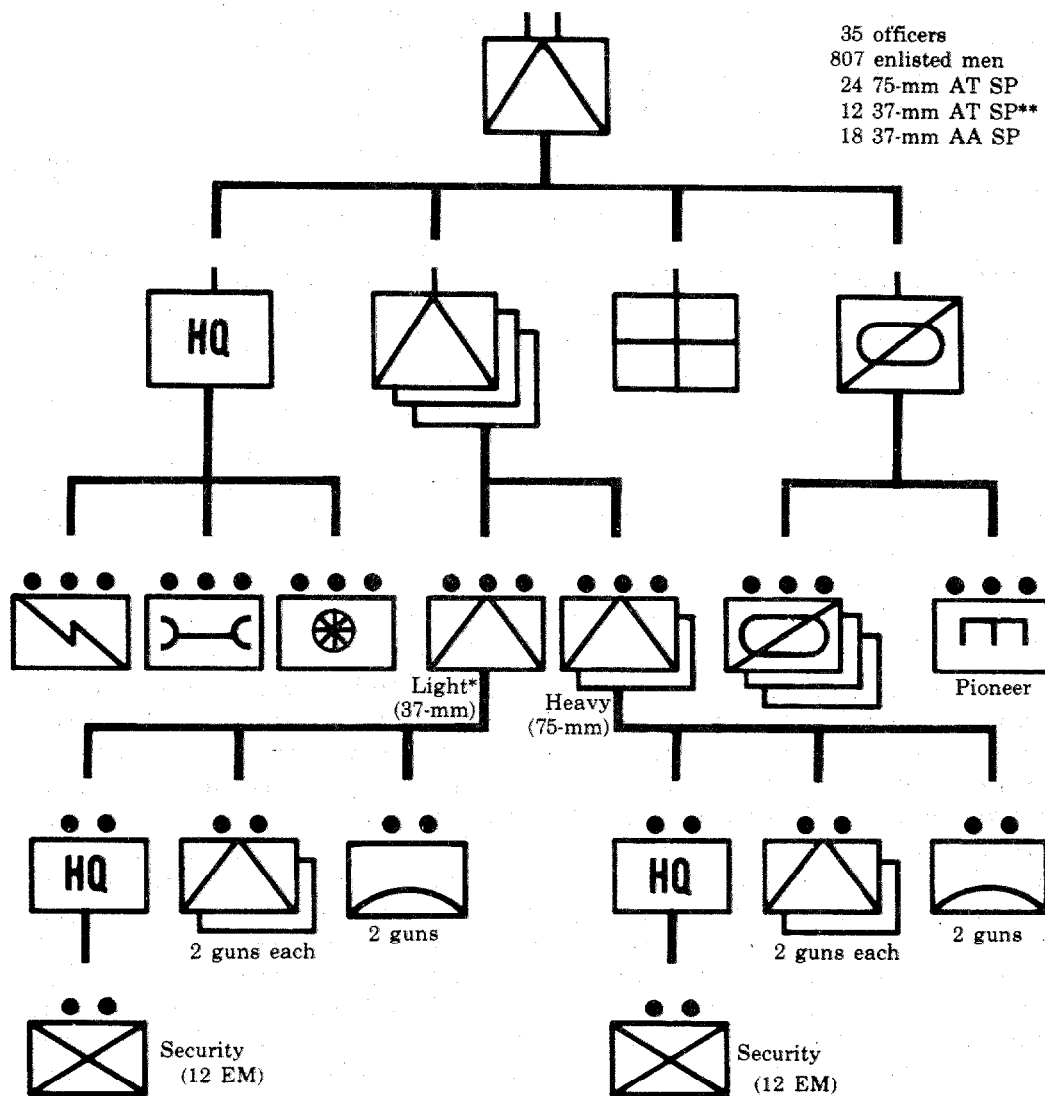 35 officers
807 enlisted men
24 75-mm AT SP
12 37-mm AT SP**
18 37-mm AA SP
HQ
Light*
(37-mm)
Heavy
(75-mm)
Pioneer
HQ
2 guns each
2 guns
HQ
2 guns each
2 guns
Security
(12 EM)
Security
(12 EM)